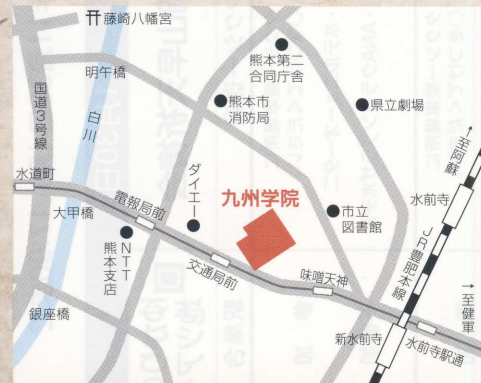 藤崎八幡宮
明午橋
国道3号線
白川
熊本第二
合同庁舎
熊本市
消防局
県立劇場
至阿蘇
水道町
電報局前
ダイエー
九州学院
市立
図書館
水前寺
大甲橋
NTT
熊本支店
交通局前
味噌天神
JR豊肥本線
至健軍
銀座橋
新水前寺
水前寺駅通